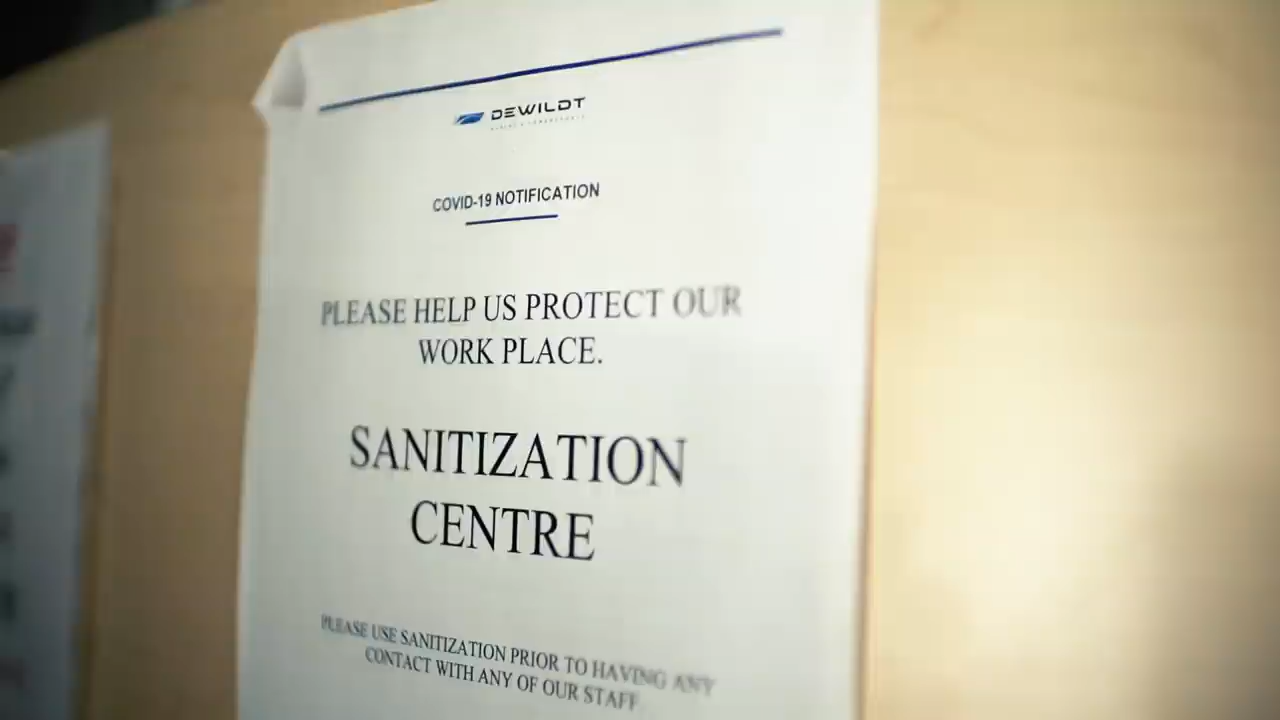 DEWILDT
COVID-19 NOTIFICATION
PLEASE HELP US PROTECT OUR
WORK PLACE.
SANITIZATION
CENTRE
PLEASE USE SANITIZATION PRIOR TO HAVING ANY
CONTACT WITH ANY OF OUR STAFF